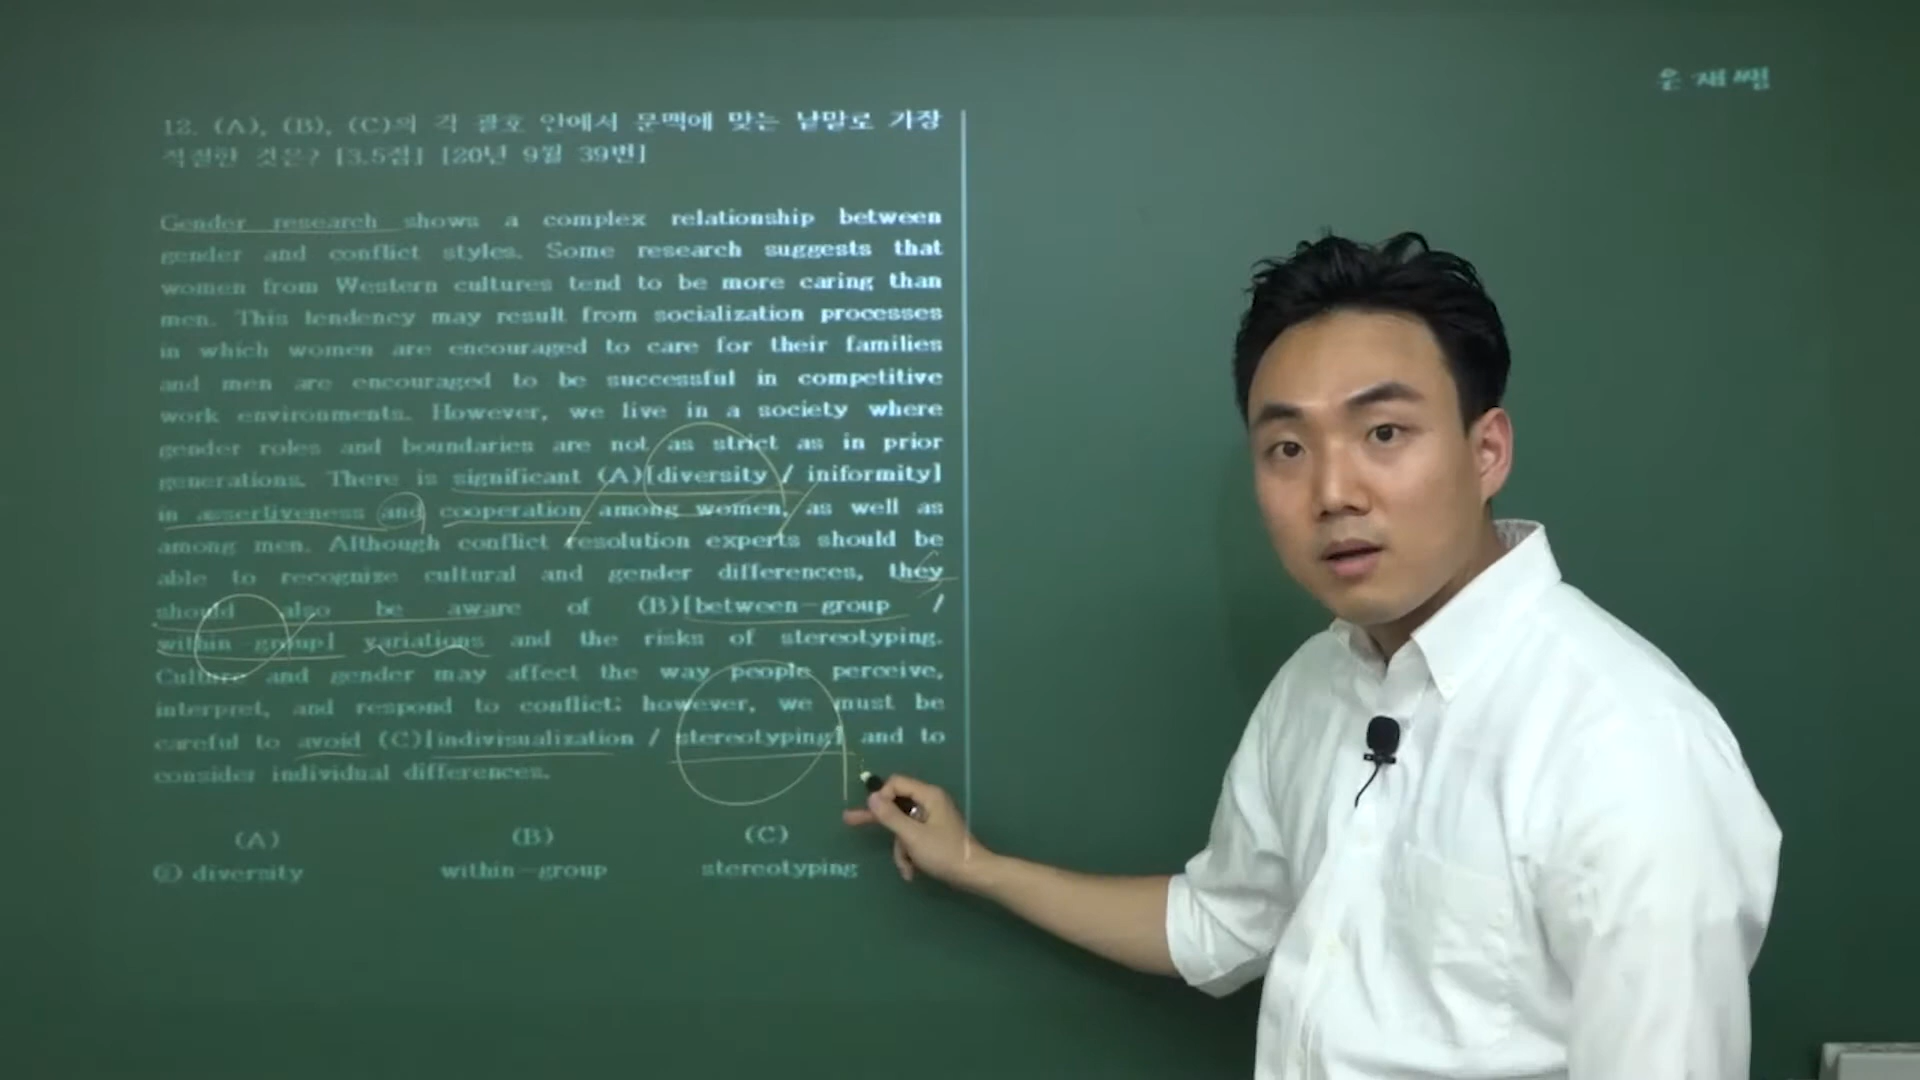 은재쌤
12. (A), (B), (C)의 각 괄호 안에서 문맥에 맞는 낱말로 가장
적절한 것은? [3.5점] [20년 9월 39번]
Gender research shows a complex relationship between
gender and conflict styles. Some research suggests that
women from Western cultures tend to be more caring than
men. This tendency may result from socialization processes
in which women are encouraged to care for their families
and men are encouraged to be successful in competitive
work environments. However, we live in a society where
gender roles and boundaries are not as strict as in prior
generations. There is significant (A)[diversity / iniformity]
in assertiveness and cooperation among women, as well as
among men. Although conflict resolution experts should be
able to recognize cultural and gender differences, they
should also be aware of (B)[between-group /
within group] variations and the risks of stereotyping.
Culture and gender may affect the way people perceive,
interpret, and respond to conflict; however, we must be
careful to avoid (C)[indivisualization / stereotyping] and to
consider individual differences.
(A) (B) (C)
② diversity within-group stereotyping